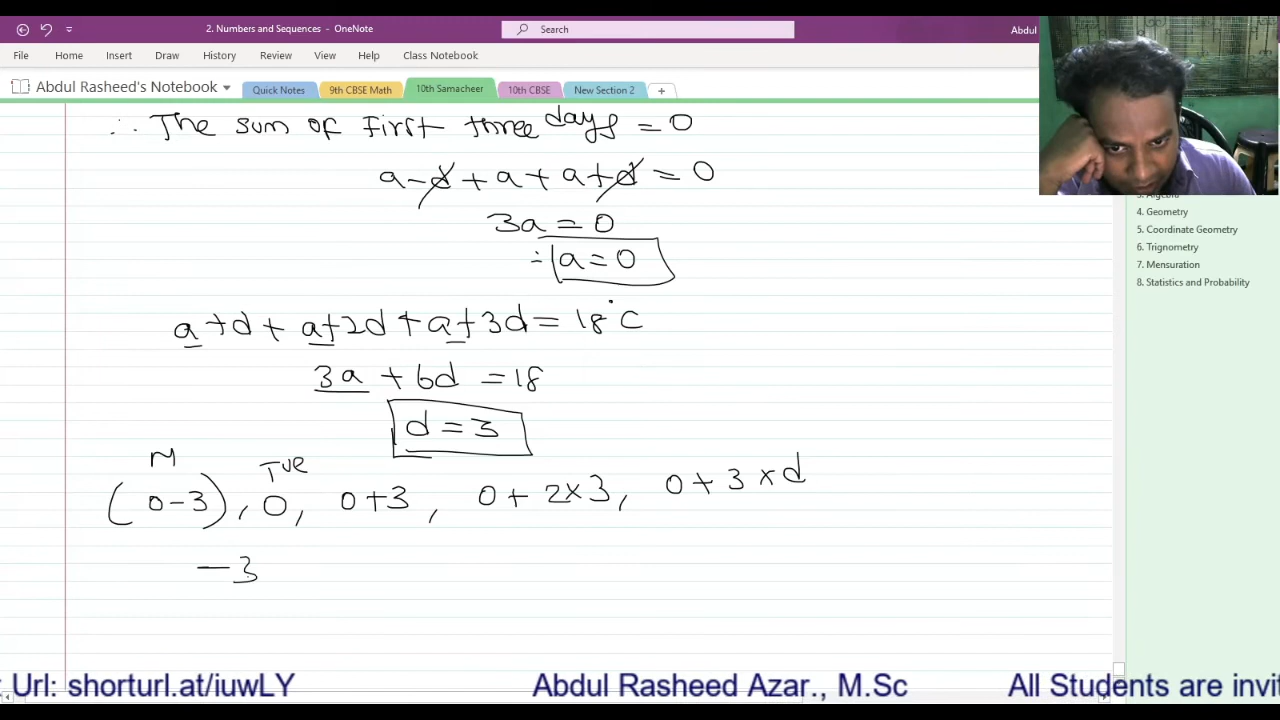 2. Numbers and Sequences - OneNote
Search
Abdul
File Home Insert Draw History Review View Help Class Notebook
Abdul Rasheed's Notebook
Quick Notes 9th CBSE Math 10th Samacheer 10th CBSE New Section 2 +
∴ The sum of first three days = 0
a-d + a + a+d = 0
3a = 0
∴ a = 0
a+d + a+2d + a+3d = 18°C
3a + 6d = 18
d = 3
M Tue
(0-3), 0, 0+3, 0+2×3, 0+3×d
-3
3. Algebra
4. Geometry
5. Coordinate Geometry
6. Trignometry
7. Mensuration
8. Statistics and Probability
Url: shorturl.at/iuwLY Abdul Rasheed Azar., M.Sc All Students are invit